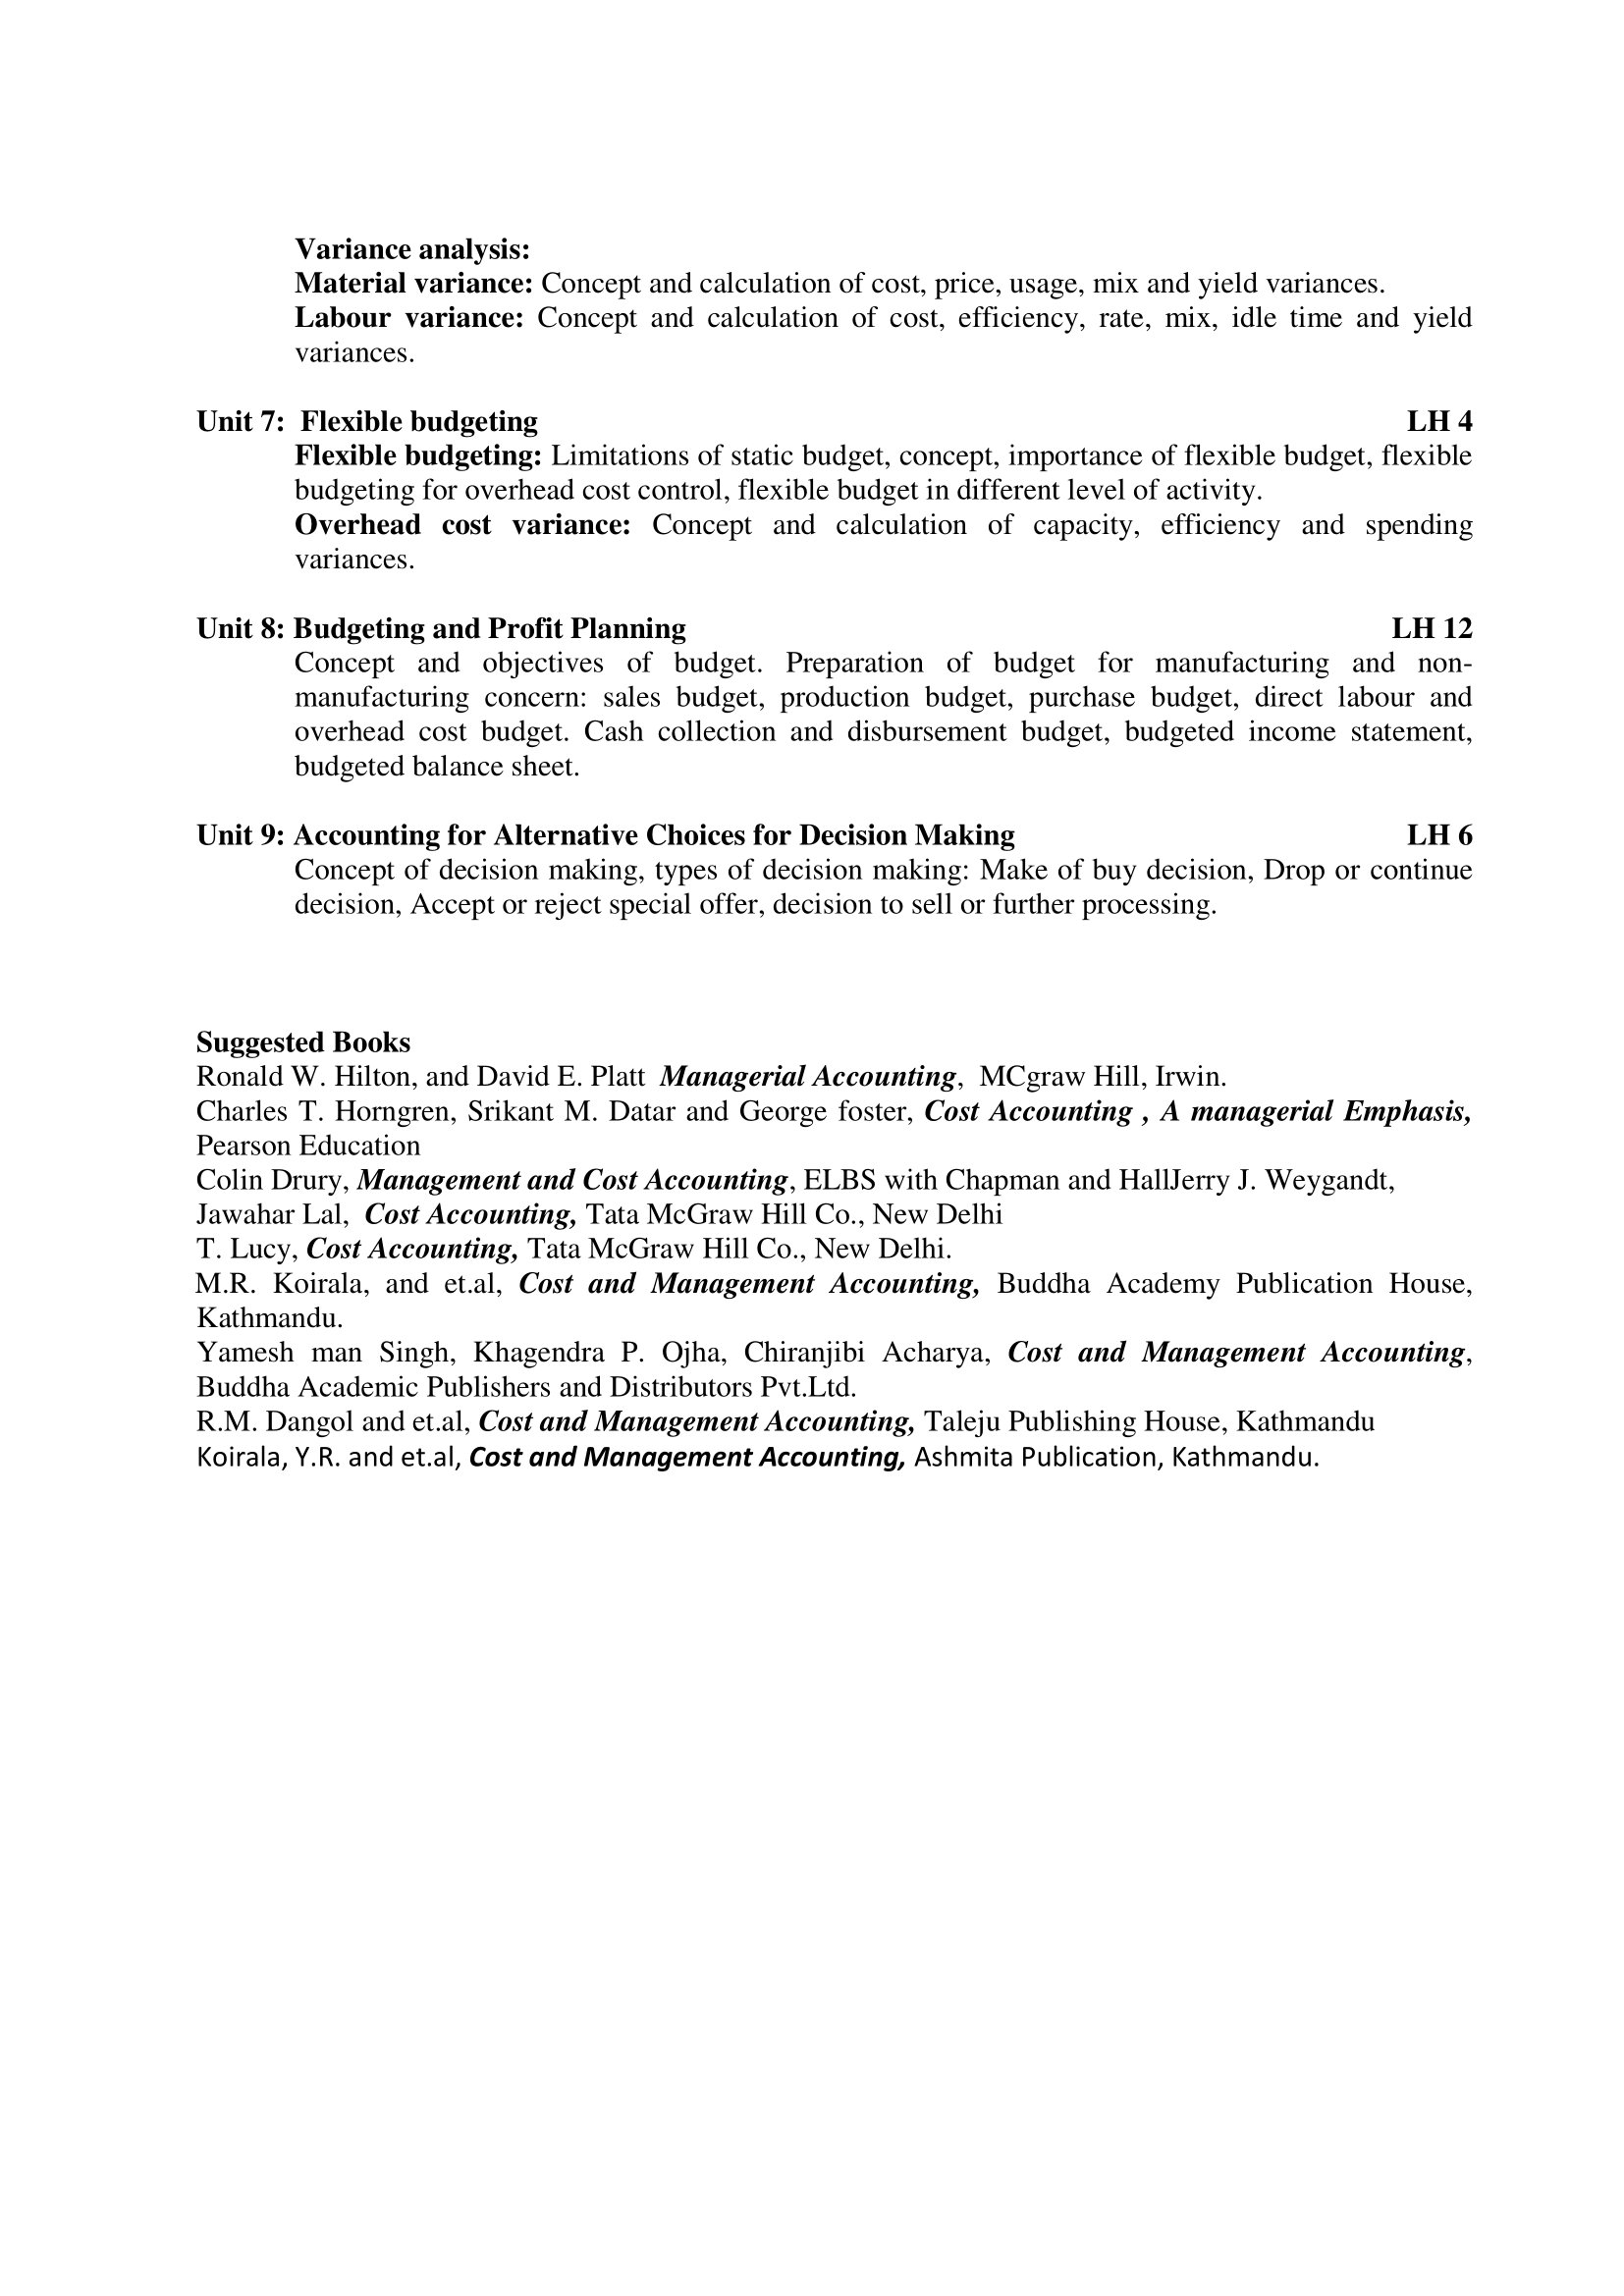 Variance analysis:
Material variance: Concept and calculation of cost, price, usage, mix and yield variances.
Labour variance: Concept and calculation of cost, efficiency, rate, mix, idle time and yield
variances.
Unit 7: Flexible budgeting LH 4
Flexible budgeting: Limitations of static budget, concept, importance of flexible budget, flexible
budgeting for overhead cost control, flexible budget in different level of activity.
Overhead cost variance: Concept and calculation of capacity, efficiency and spending
variances.
Unit 8: Budgeting and Profit Planning LH 12
Concept and objectives of budget. Preparation of budget for manufacturing and non-
manufacturing concern: sales budget, production budget, purchase budget, direct labour and
overhead cost budget. Cash collection and disbursement budget, budgeted income statement,
budgeted balance sheet.
Unit 9: Accounting for Alternative Choices for Decision Making LH 6
Concept of decision making, types of decision making: Make of buy decision, Drop or continue
decision, Accept or reject special offer, decision to sell or further processing.
Suggested Books
Ronald W. Hilton, and David E. Platt Managerial Accounting, MCgraw Hill, Irwin.
Charles T. Horngren, Srikant M. Datar and George foster, Cost Accounting , A managerial Emphasis,
Pearson Education
Colin Drury, Management and Cost Accounting, ELBS with Chapman and HallJerry J. Weygandt,
Jawahar Lal, Cost Accounting, Tata McGraw Hill Co., New Delhi
T. Lucy, Cost Accounting, Tata McGraw Hill Co., New Delhi.
M.R. Koirala, and et.al, Cost and Management Accounting, Buddha Academy Publication House,
Kathmandu.
Yamesh man Singh, Khagendra P. Ojha, Chiranjibi Acharya, Cost and Management Accounting,
Buddha Academic Publishers and Distributors Pvt.Ltd.
R.M. Dangol and et.al, Cost and Management Accounting, Taleju Publishing House, Kathmandu
Koirala, Y.R. and et.al, Cost and Management Accounting, Ashmita Publication, Kathmandu.